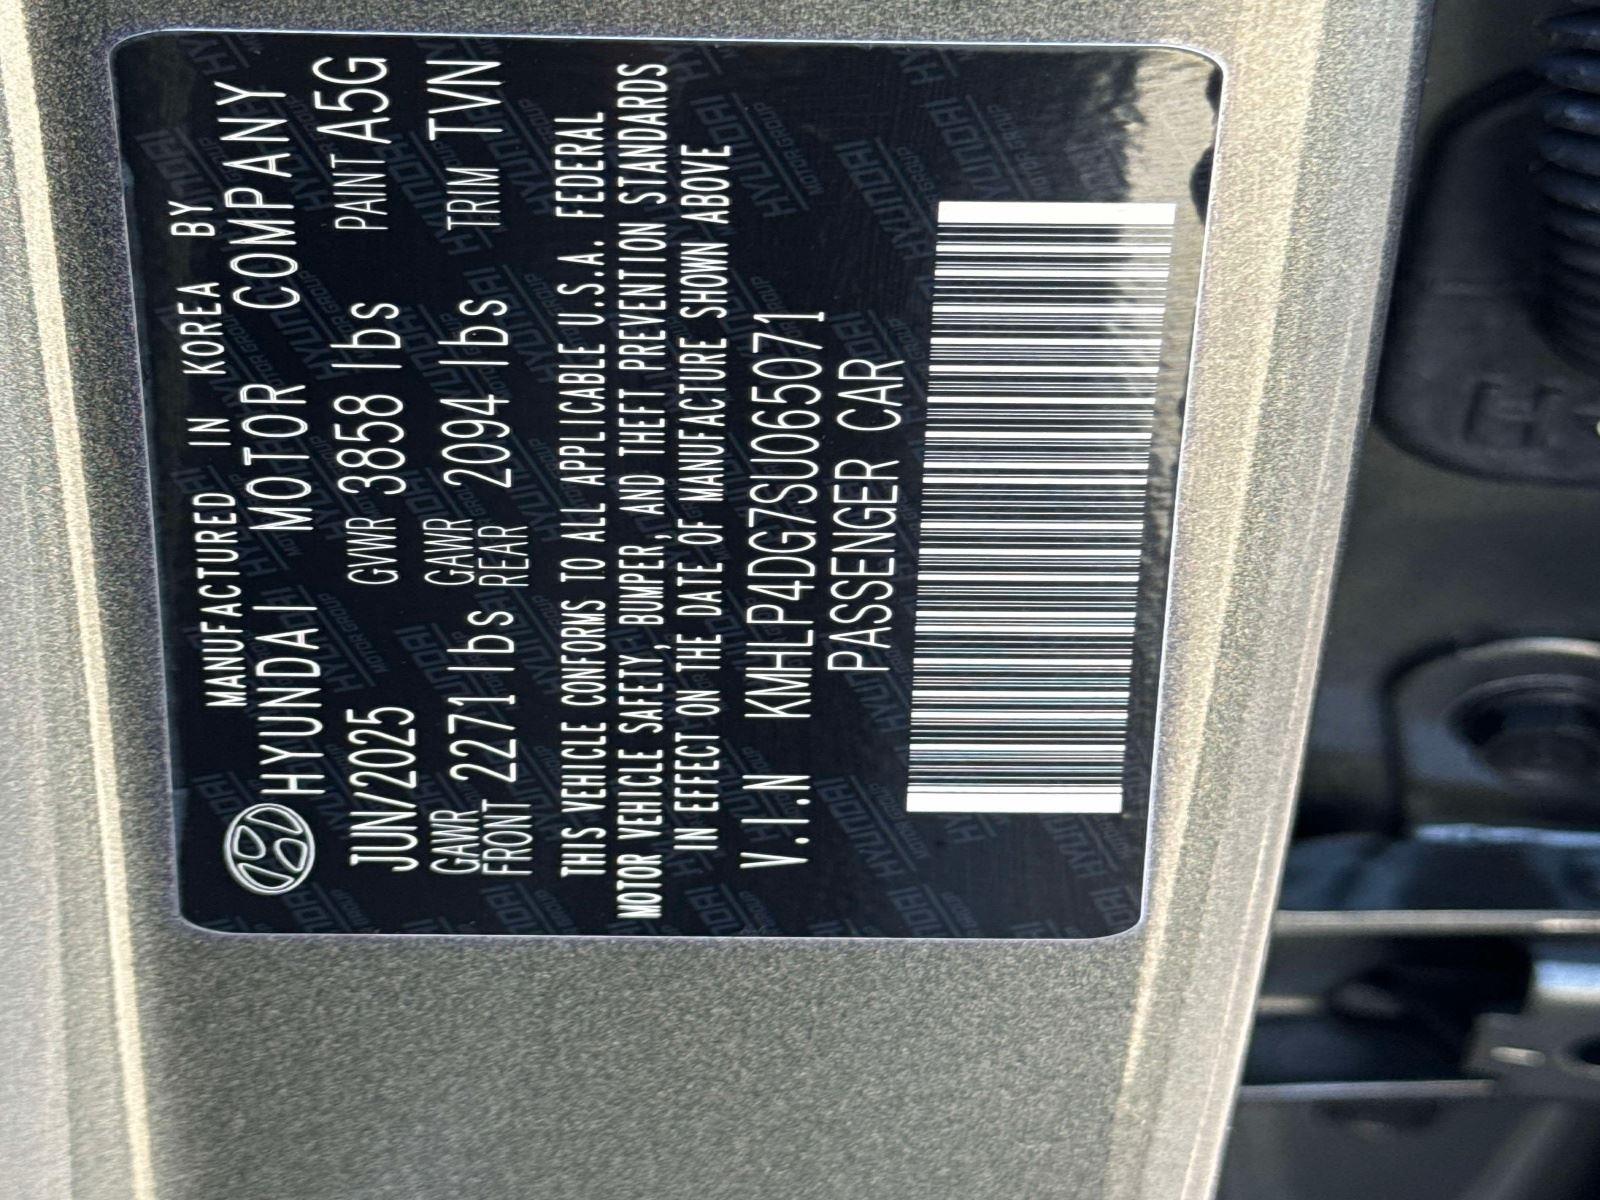 MANUFACTURED IN KOREA BY
HYUNDAI MOTOR COMPANY
JUN/2025 GVWR 3858 lbs PAINT A5G
GAWR FRONT 2271 lbs GAWR REAR 2094 lbs TRIM TVN
THIS VEHICLE CONFORMS TO ALL APPLICABLE U.S.A. FEDERAL
MOTOR VEHICLE SAFETY, BUMPER, AND THEFT PREVENTION STANDARDS
IN EFFECT ON THE DATE OF MANUFACTURE SHOWN ABOVE
V.I.N KMHLP4DG7SU065071
PASSENGER CAR